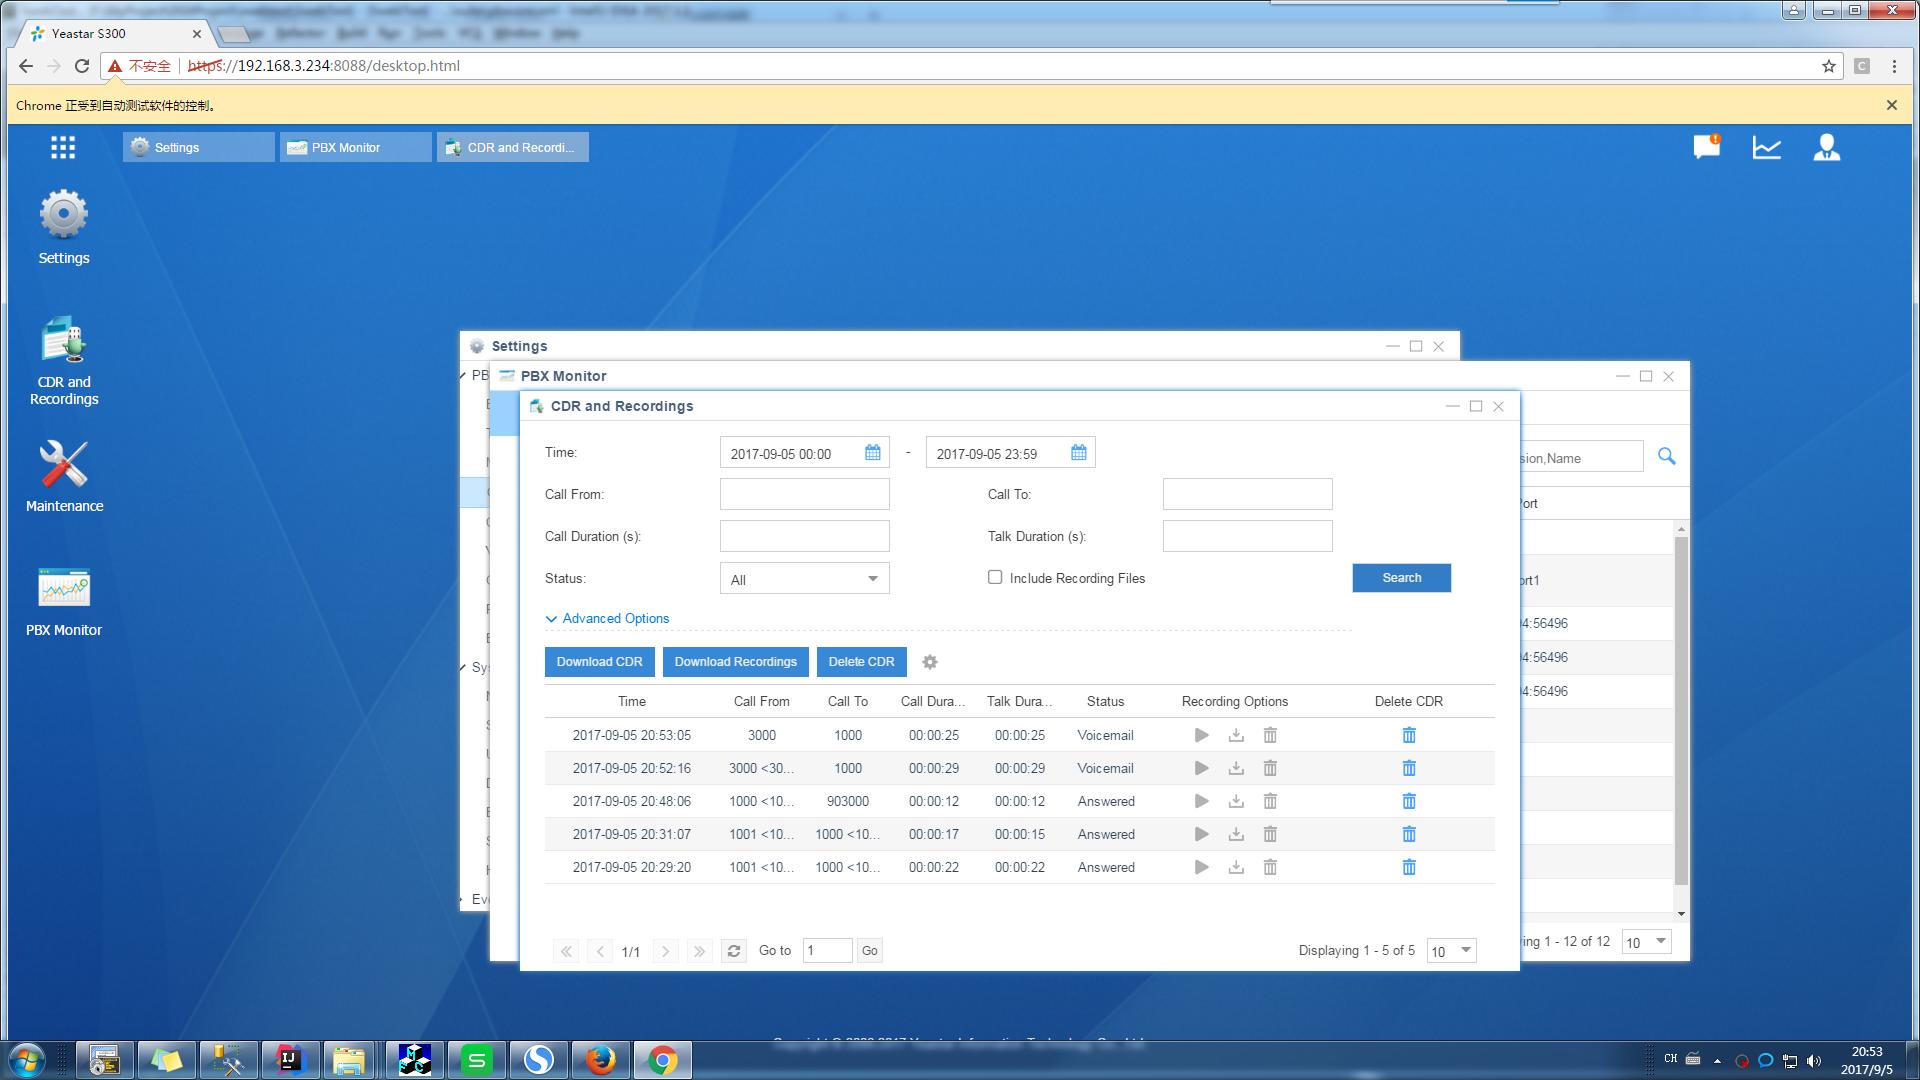 Yeastar S300
不安全 https://192.168.3.234:8088/desktop.html
Chrome 正受到自动测试软件的控制。
Settings PBX Monitor CDR and Recordi...
Settings
CDR and
Recordings
Maintenance
PBX Monitor
Settings
PBX Monitor
CDR and Recordings
Time: 2017-09-05 00:00 - 2017-09-05 23:59
Call From: Call To:
Call Duration (s): Talk Duration (s):
Status: All Include Recording Files Search
Advanced Options
Download CDR Download Recordings Delete CDR
Time Call From Call To Call Dura... Talk Dura... Status Recording Options Delete CDR
2017-09-05 20:53:05 3000 1000 00:00:25 00:00:25 Voicemail
2017-09-05 20:52:16 3000 <30... 1000 00:00:29 00:00:29 Voicemail
2017-09-05 20:48:06 1000 <10... 903000 00:00:12 00:00:12 Answered
2017-09-05 20:31:07 1001 <10... 1000 <10... 00:00:17 00:00:15 Answered
2017-09-05 20:29:20 1001 <10... 1000 <10... 00:00:22 00:00:22 Answered
1/1 Go to 1 Go Displaying 1 - 5 of 5 10
sion,Name
ort
ort1
4:56496
4:56496
4:56496
ing 1 - 12 of 12 10
CH
20:53
2017/9/5